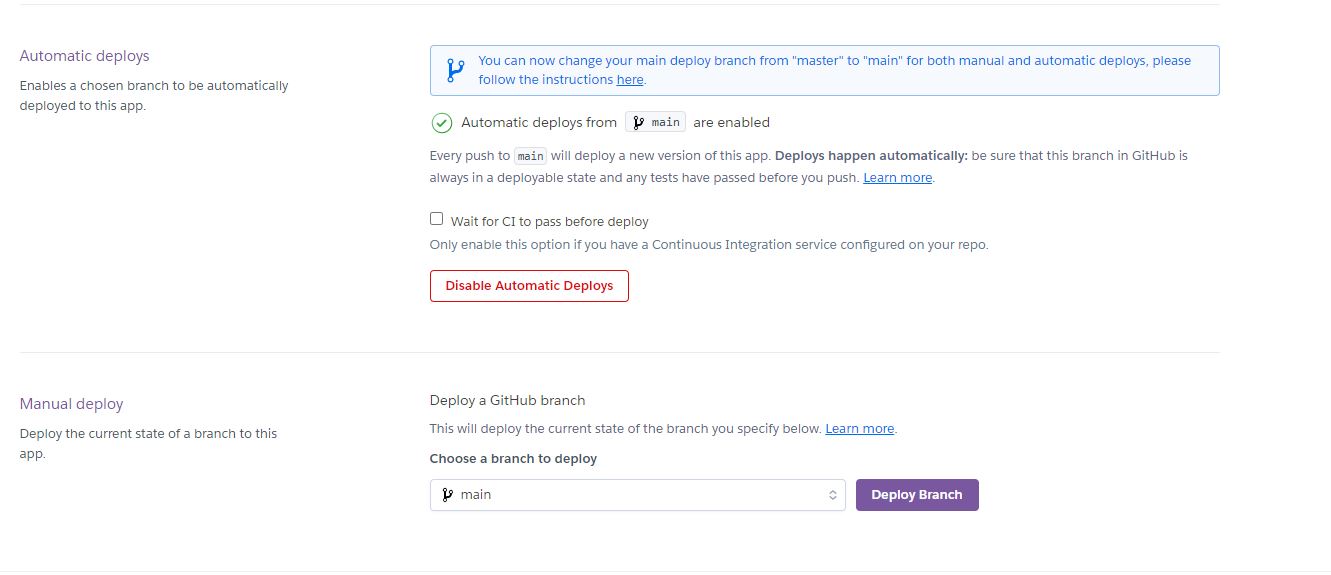 Automatic deploys
Enables a chosen branch to be automatically
deployed to this app.
You can now change your main deploy branch from "master" to "main" for both manual and automatic deploys, please
follow the instructions here.
Automatic deploys from main are enabled
Every push to main will deploy a new version of this app. Deploys happen automatically: be sure that this branch in GitHub is
always in a deployable state and any tests have passed before you push. Learn more.
Wait for CI to pass before deploy
Only enable this option if you have a Continuous Integration service configured on your repo.
Disable Automatic Deploys
Manual deploy
Deploy the current state of a branch to this
app.
Deploy a GitHub branch
This will deploy the current state of the branch you specify below. Learn more.
Choose a branch to deploy
main
Deploy Branch